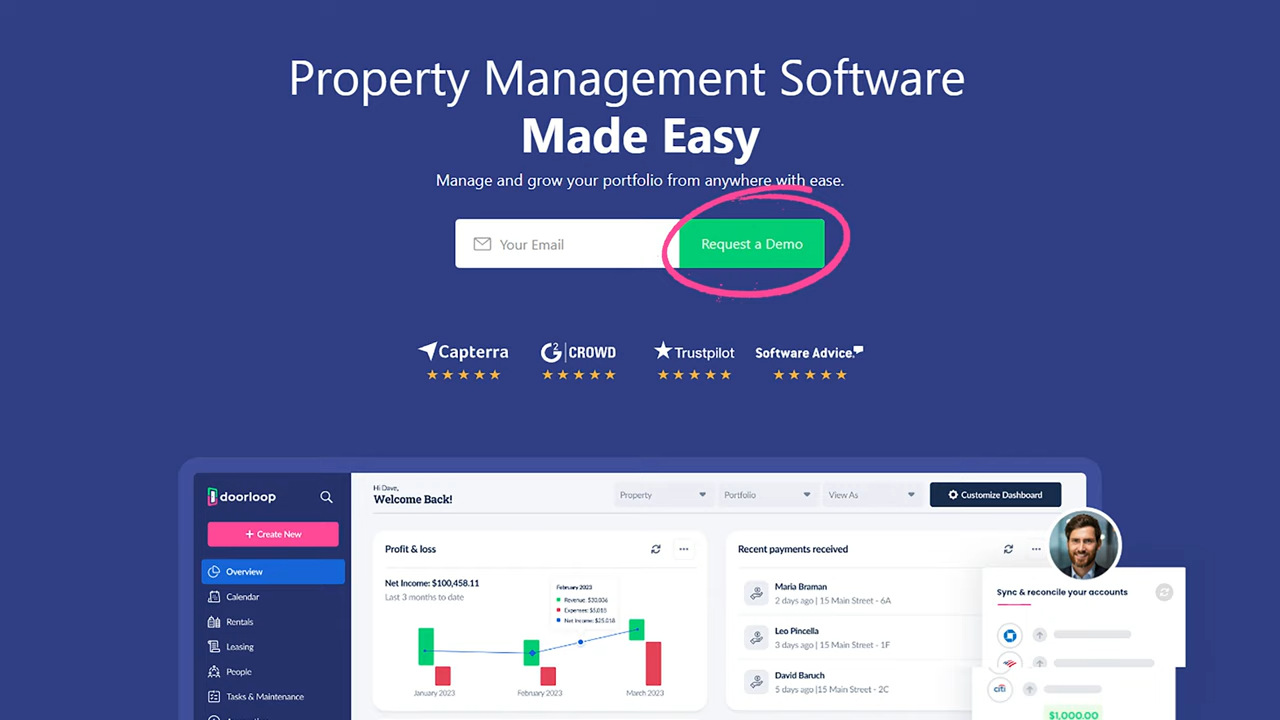 Property Management Software
Made Easy
Manage and grow your portfolio from anywhere with ease.
Your Email
Request a Demo
Capterra
G2 CROWD
Trustpilot
Software Advice.
doorloop
+ Create New
Overview
Calendar
Rentals
Leasing
People
Tasks & Maintenance
Hi Dave,
Welcome Back!
Property
Portfolio
View As
Customize Dashboard
Profit & loss
Net Income: $100,458.11
Last 3 months to date
February 2023
Revenue: $30,036
Expenses: $5,018
Net Income: $25,018
January 2023
February 2023
March 2023
Recent payments received
Maria Braman
2 days ago | 15 Main Street - 6A
Leo Pincella
3 days ago | 15 Main Street - 1F
David Baruch
5 days ago |15 Main Street - 2C
Sync & reconcile your accounts
citi
$1,000.00